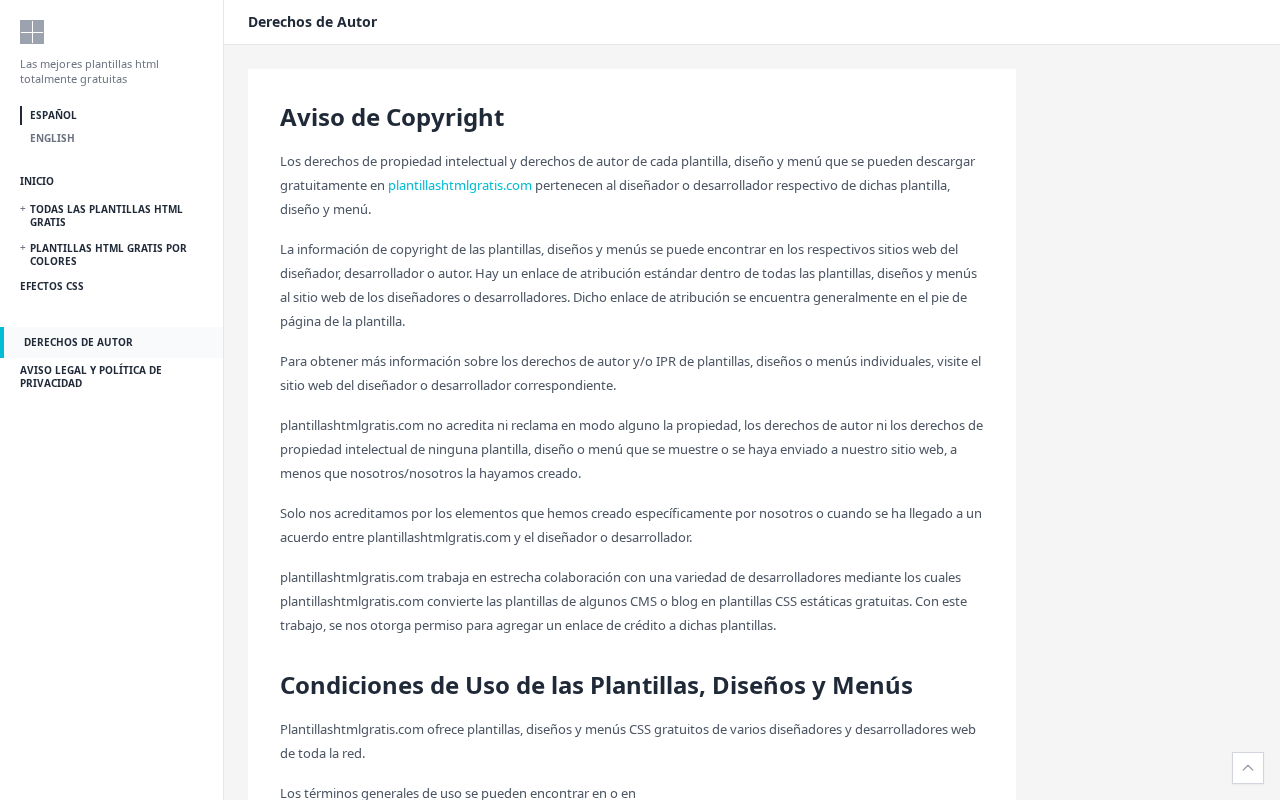 Las mejores plantillas html
totalmente gratuitas
ESPAÑOL
ENGLISH
INICIO
+ TODAS LAS PLANTILLAS HTML
GRATIS
+ PLANTILLAS HTML GRATIS POR
COLORES
EFECTOS CSS
DERECHOS DE AUTOR
AVISO LEGAL Y POLÍTICA DE
PRIVACIDAD
Derechos de Autor
Aviso de Copyright
Los derechos de propiedad intelectual y derechos de autor de cada plantilla, diseño y menú que se pueden descargar
gratuitamente en plantillashtmlgratis.com pertenecen al diseñador o desarrollador respectivo de dichas plantilla,
diseño y menú.
La información de copyright de las plantillas, diseños y menús se puede encontrar en los respectivos sitios web del
diseñador, desarrollador o autor. Hay un enlace de atribución estándar dentro de todas las plantillas, diseños y menús
al sitio web de los diseñadores o desarrolladores. Dicho enlace de atribución se encuentra generalmente en el pie de
página de la plantilla.
Para obtener más información sobre los derechos de autor y/o IPR de plantillas, diseños o menús individuales, visite el
sitio web del diseñador o desarrollador correspondiente.
plantillashtmlgratis.com no acredita ni reclama en modo alguno la propiedad, los derechos de autor ni los derechos de
propiedad intelectual de ninguna plantilla, diseño o menú que se muestre o se haya enviado a nuestro sitio web, a
menos que nosotros/nosotros la hayamos creado.
Solo nos acreditamos por los elementos que hemos creado específicamente por nosotros o cuando se ha llegado a un
acuerdo entre plantillashtmlgratis.com y el diseñador o desarrollador.
plantillashtmlgratis.com trabaja en estrecha colaboración con una variedad de desarrolladores mediante los cuales
plantillashtmlgratis.com convierte las plantillas de algunos CMS o blog en plantillas CSS estáticas gratuitas. Con este
trabajo, se nos otorga permiso para agregar un enlace de crédito a dichas plantillas.
Condiciones de Uso de las Plantillas, Diseños y Menús
Plantillashtmlgratis.com ofrece plantillas, diseños y menús CSS gratuitos de varios diseñadores y desarrolladores web
de toda la red.
Los términos generales de uso se pueden encontrar en o en